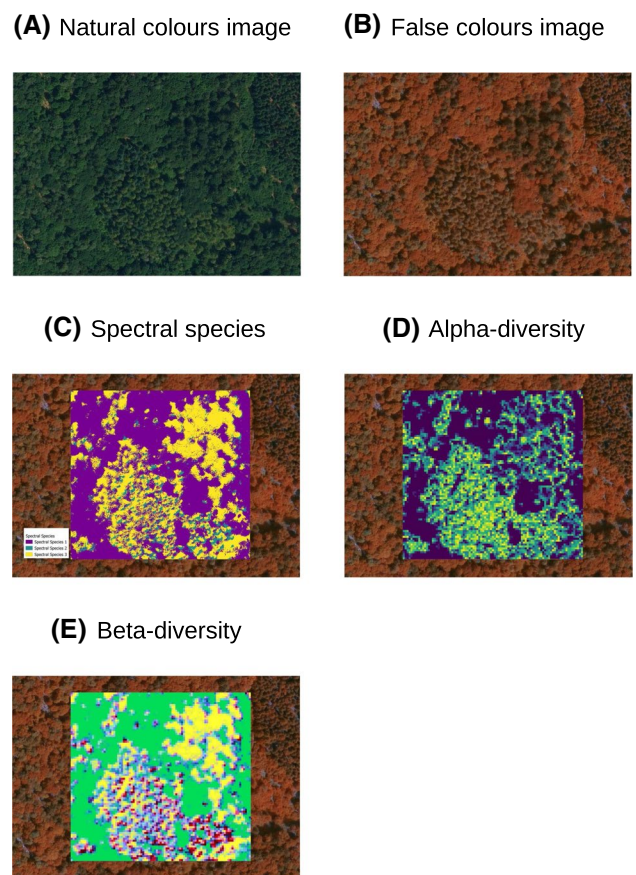 (A) Natural colours image
(B) False colours image
(C) Spectral species
(D) Alpha-diversity
Spectral Species
Spectral Species 1
Spectral Species 2
Spectral Species 3
(E) Beta-diversity